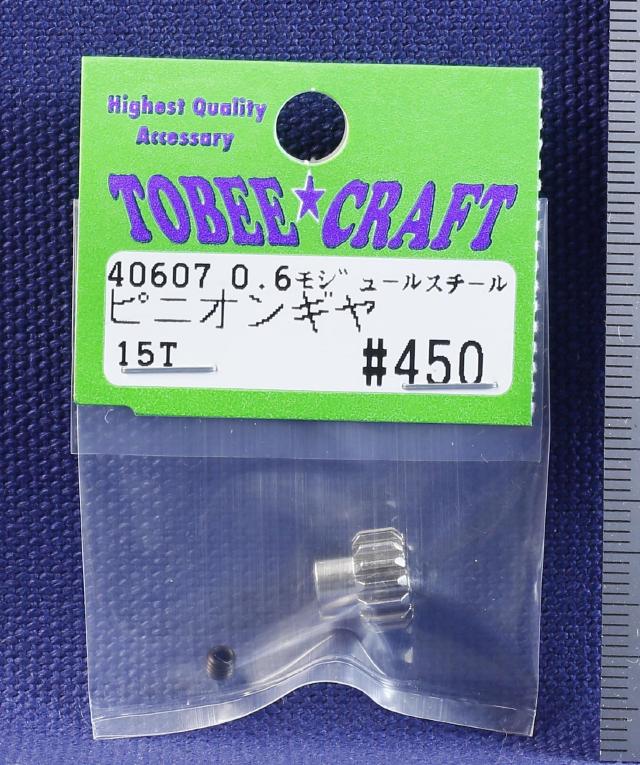 Highest Quality
Accessary
TOBEE★CRAFT
40607 0.6モジュールスチール
ピニオンギヤ
15T #450